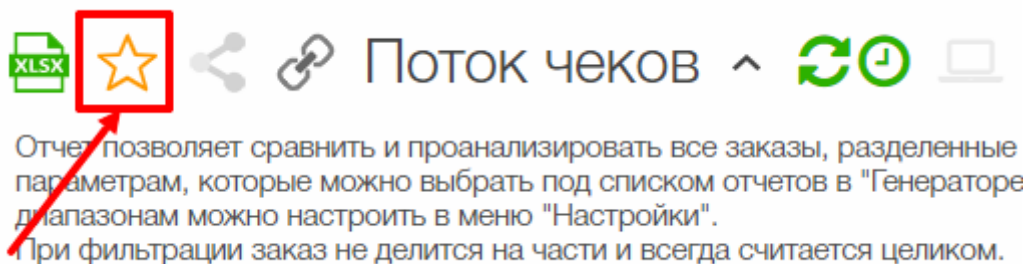 XLSX Поток чеков
Отчет позволяет сравнить и проанализировать все заказы, разделенные
параметрам, которые можно выбрать под списком отчетов в "Генераторе
диапазонам можно настроить в меню "Настройки".
При фильтрации заказ не делится на части и всегда считается целиком.